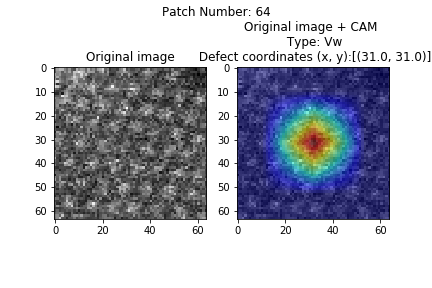 Patch Number: 64
Original image
Original image + CAM
Type: Vw
Defect coordinates (x, y):[(31.0, 31.0)]
0
10
20
30
40
50
60
0 20 40 60
0
10
20
30
40
50
60
0 20 40 60